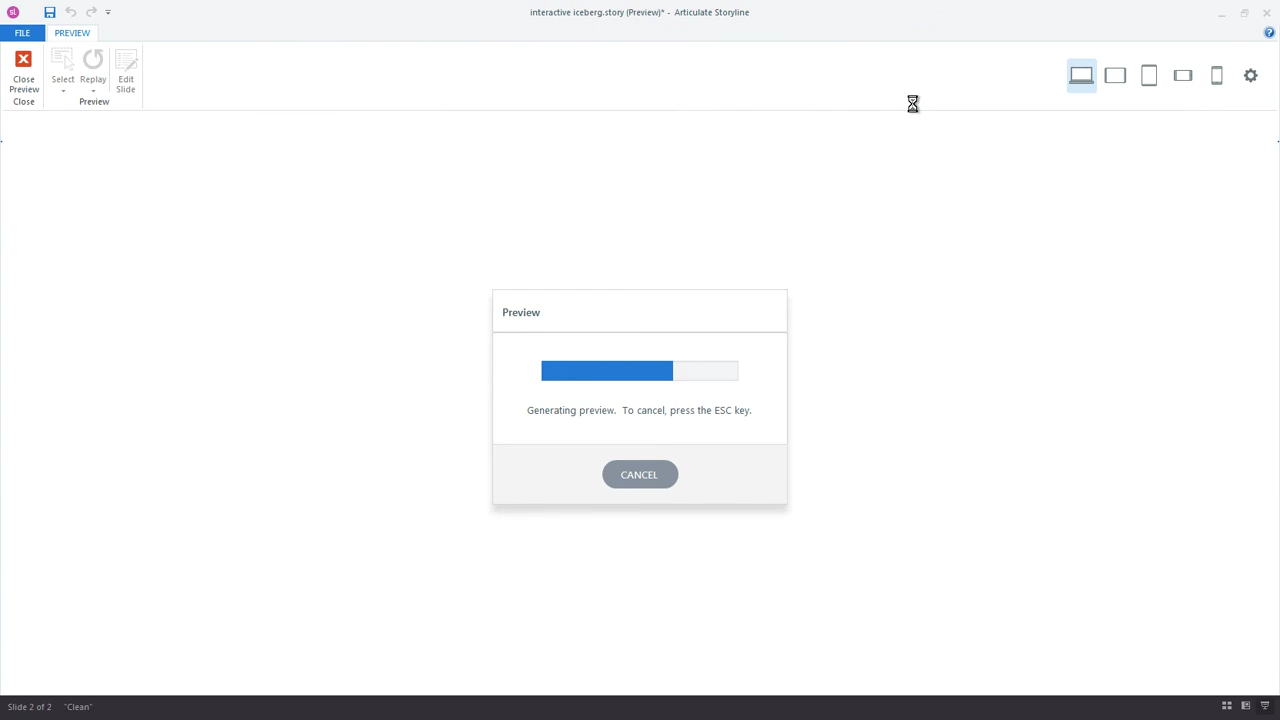 sl
interactive iceberg.story (Preview)* - Articulate Storyline
FILE
PREVIEW
?
Close Preview
Select
Replay
Edit Slide
Close
Preview
Preview
Generating preview. To cancel, press the ESC key.
CANCEL
Slide 2 of 2
"Clean"